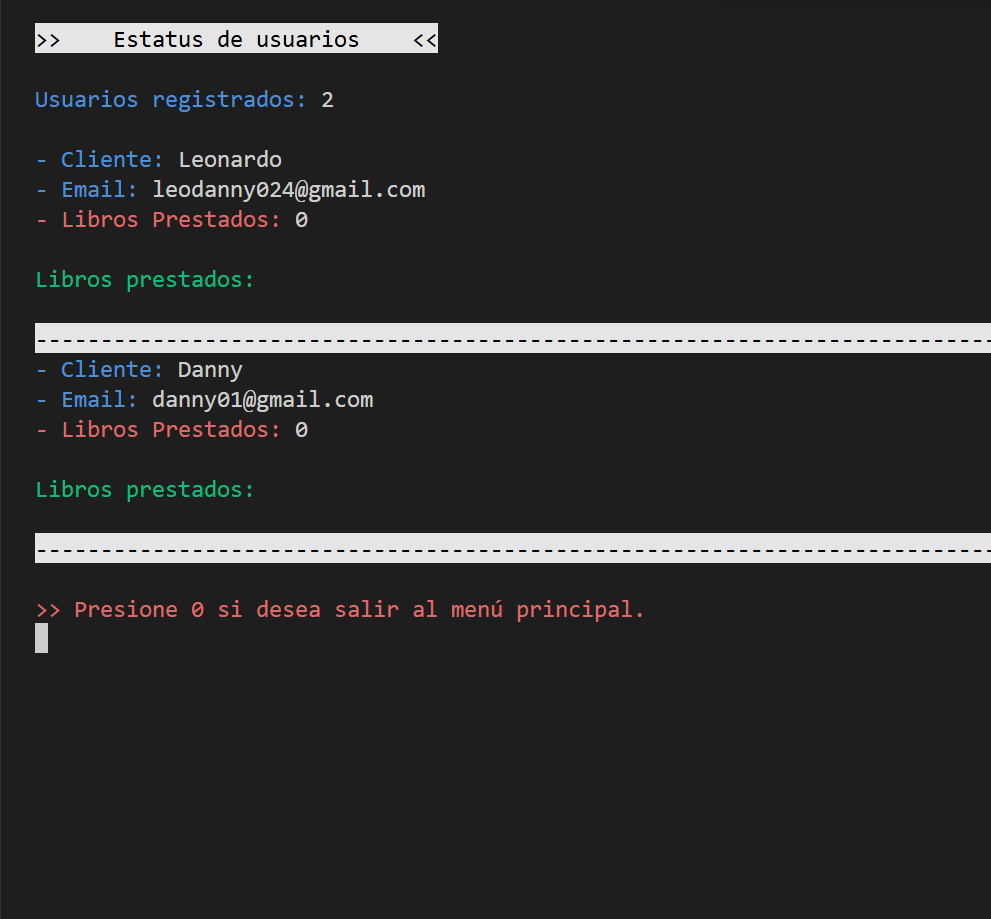 >>    Estatus de usuarios    <<
Usuarios registrados: 2
- Cliente: Leonardo
- Email: leodanny024@gmail.com
- Libros Prestados: 0
Libros prestados:
--------------------------------------------------------------------------
- Cliente: Danny
- Email: danny01@gmail.com
- Libros Prestados: 0
Libros prestados:
--------------------------------------------------------------------------
>> Presione 0 si desea salir al menú principal.